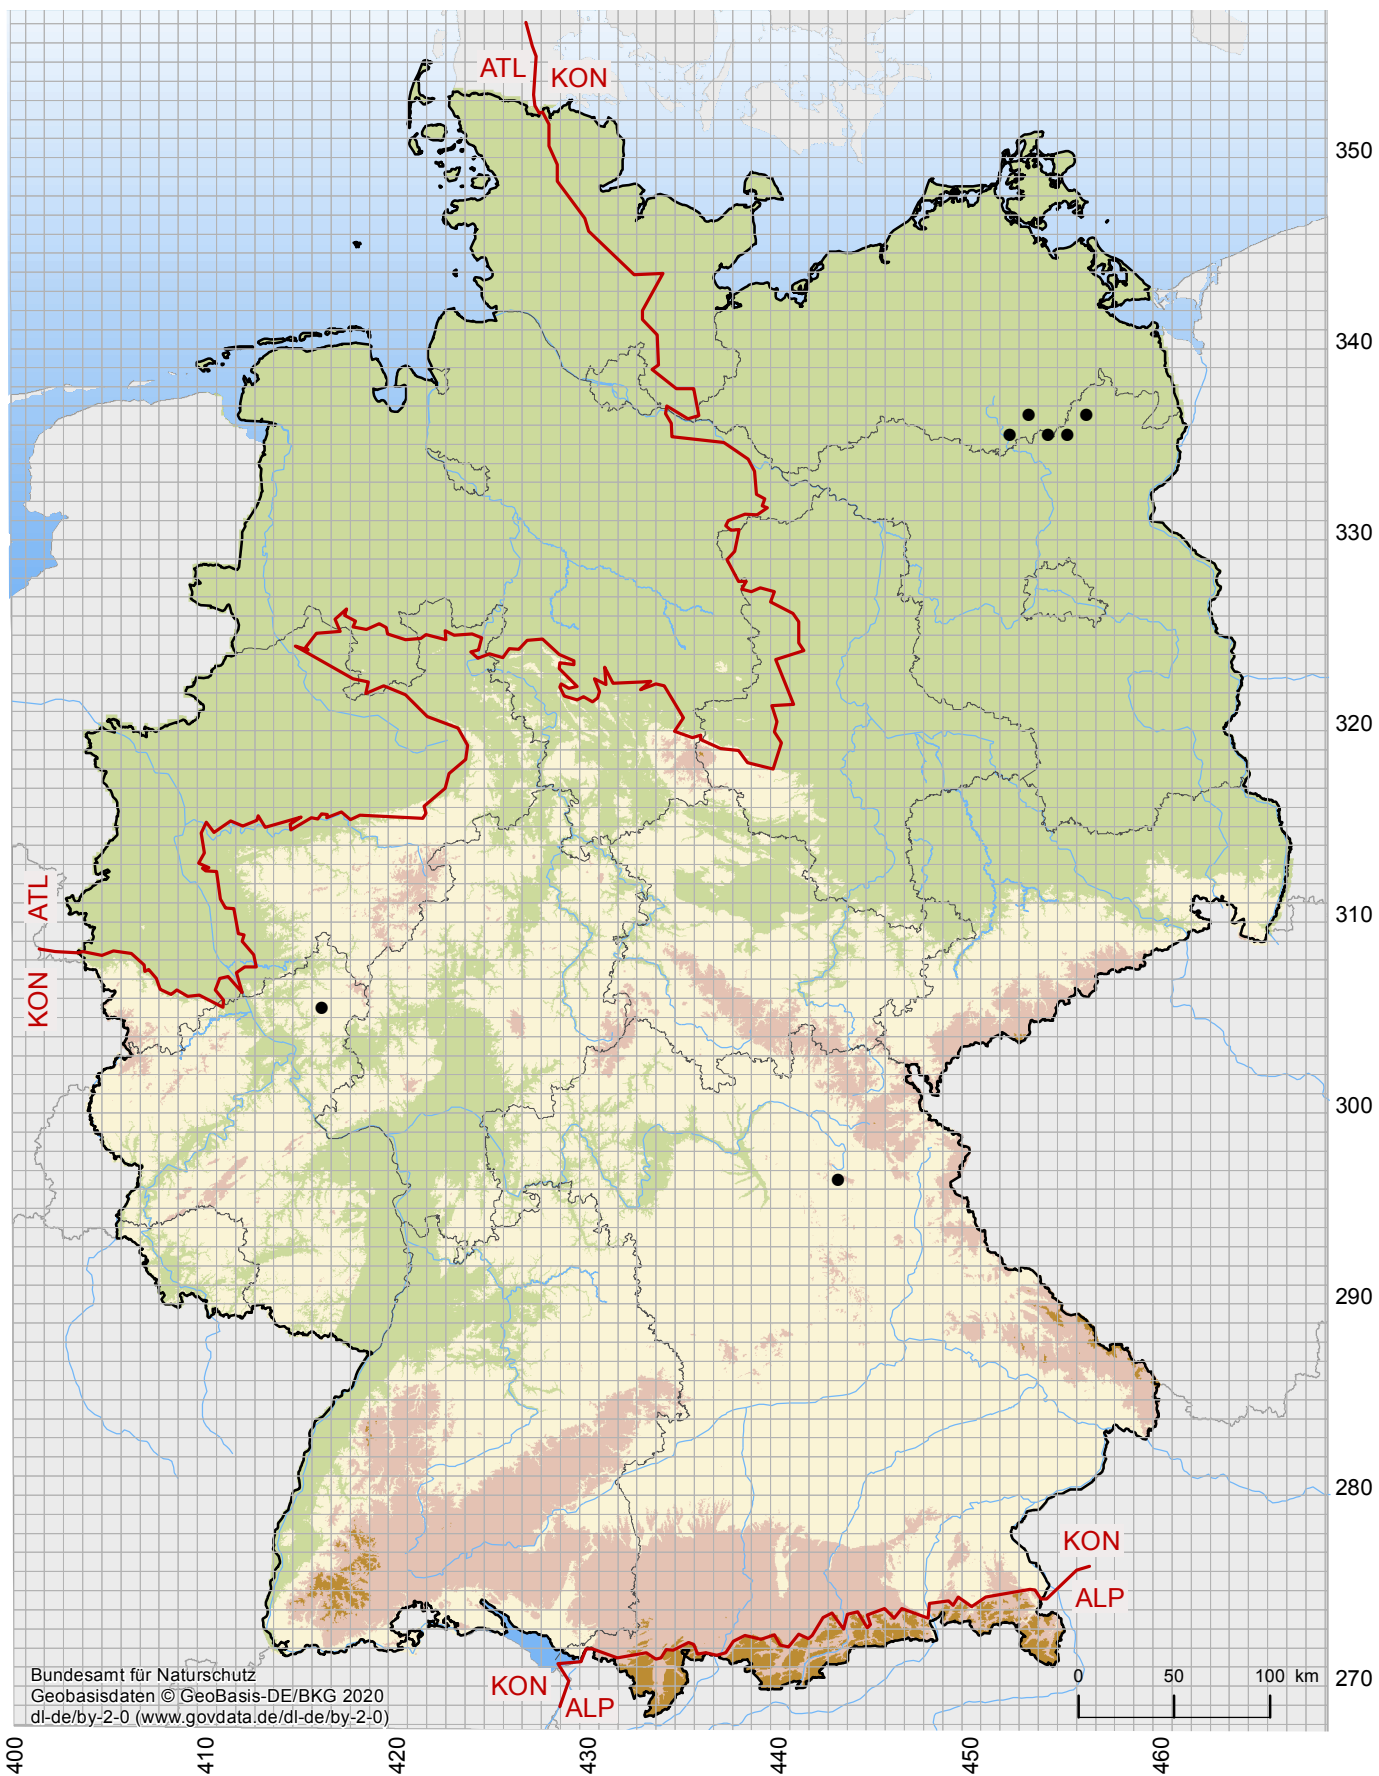 ATL
KON
350
340
330
320
310
300
290
280
270
ATL
KON
KON
ALP
KON
ALP
0 50 100 km
Bundesamt für Naturschutz
Geobasisdaten © GeoBasis-DE/BKG 2020
dl-de/by-2-0 (www.govdata.de/dl-de/by-2-0)
400 410 420 430 440 450 460